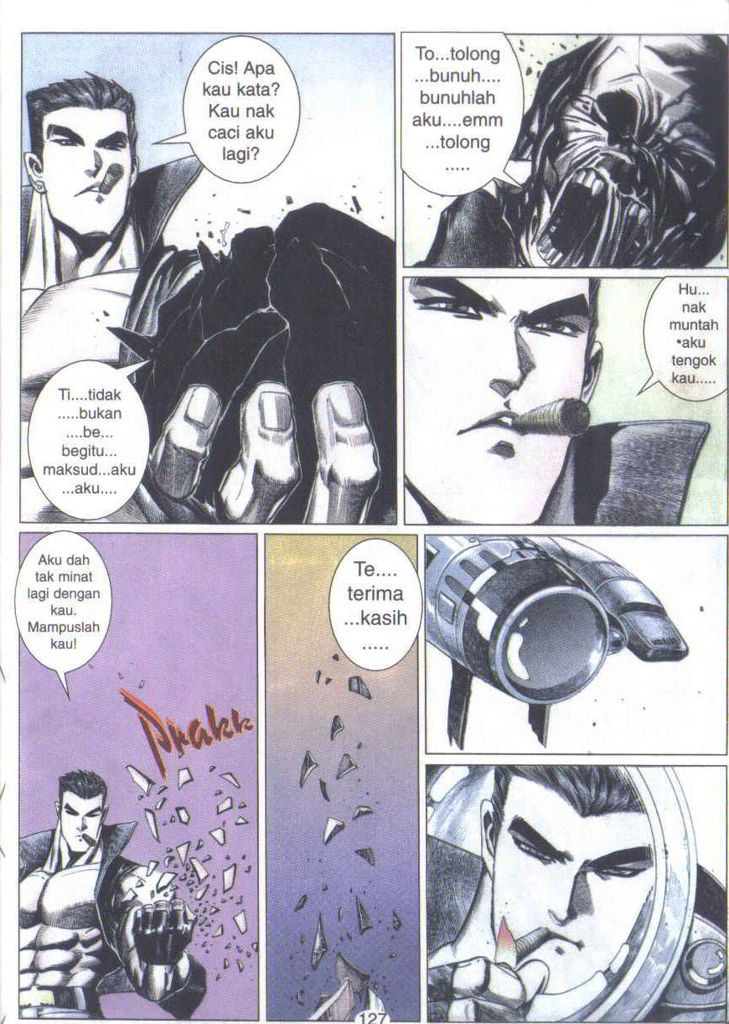 Cis! Apa
kau kata?
Kau nak
caci aku
lagi?
Ti....tidak
.....bukan
....be...
begitu...
maksud...aku
...aku....
To...tolong
...bunuh....
bunuhlah
aku....emm
...tolong
.....
Hu...
nak
muntah
•aku
tengok
kau.....
Aku dah
tak minat
lagi dengan
kau.
Mampuslah
kau!
Prakk
Te....
terima
...kasih
.....
127